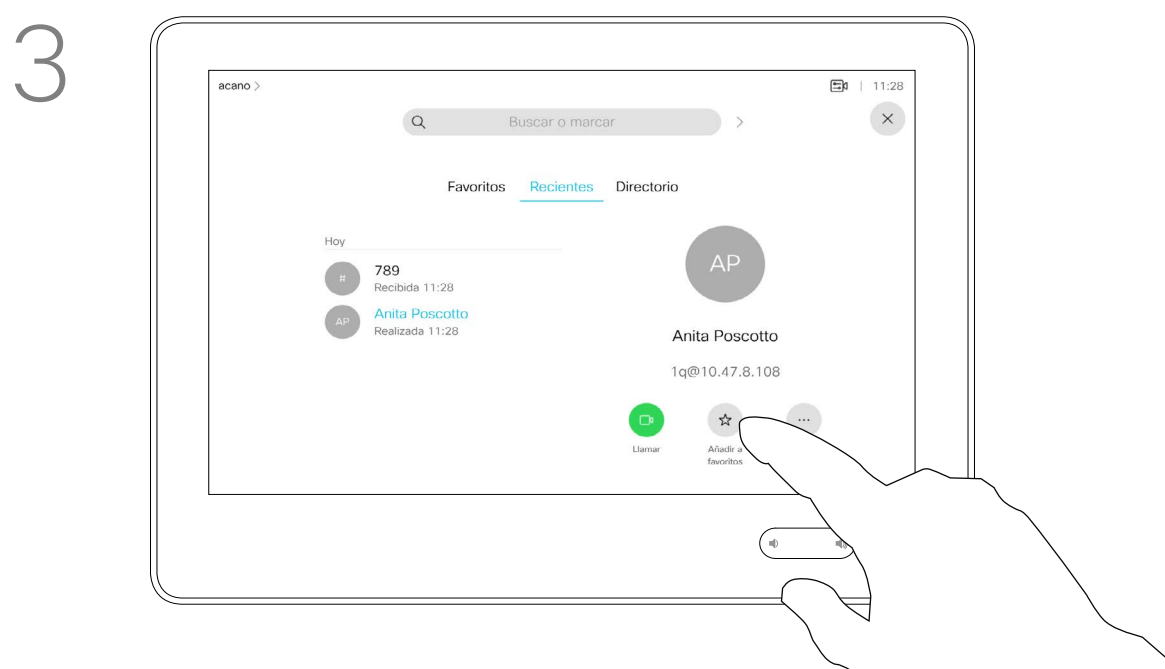 3
acano >
11:28
Buscar o marcar >
Favoritos Recientes Directorio
Hoy
#
789
Recibida 11:28
AP
Anita Poscotto
Realizada 11:28
AP
Anita Poscotto
1q@10.47.8.108
...
Llamar
Añadir a
favoritos